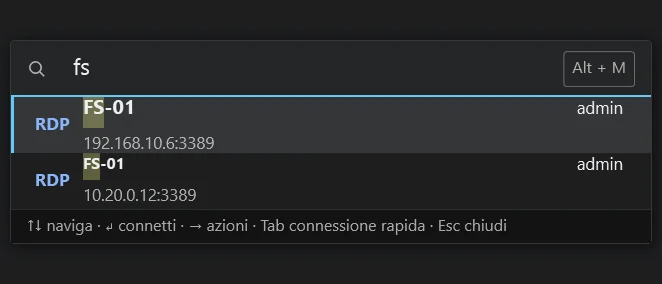 fs
Alt + M
FS-01
admin
RDP
192.168.10.6:3389
FS-01
admin
RDP
10.20.0.12:3389
↑↓ naviga · ↲ connetti · → azioni · Tab connessione rapida · Esc chiudi